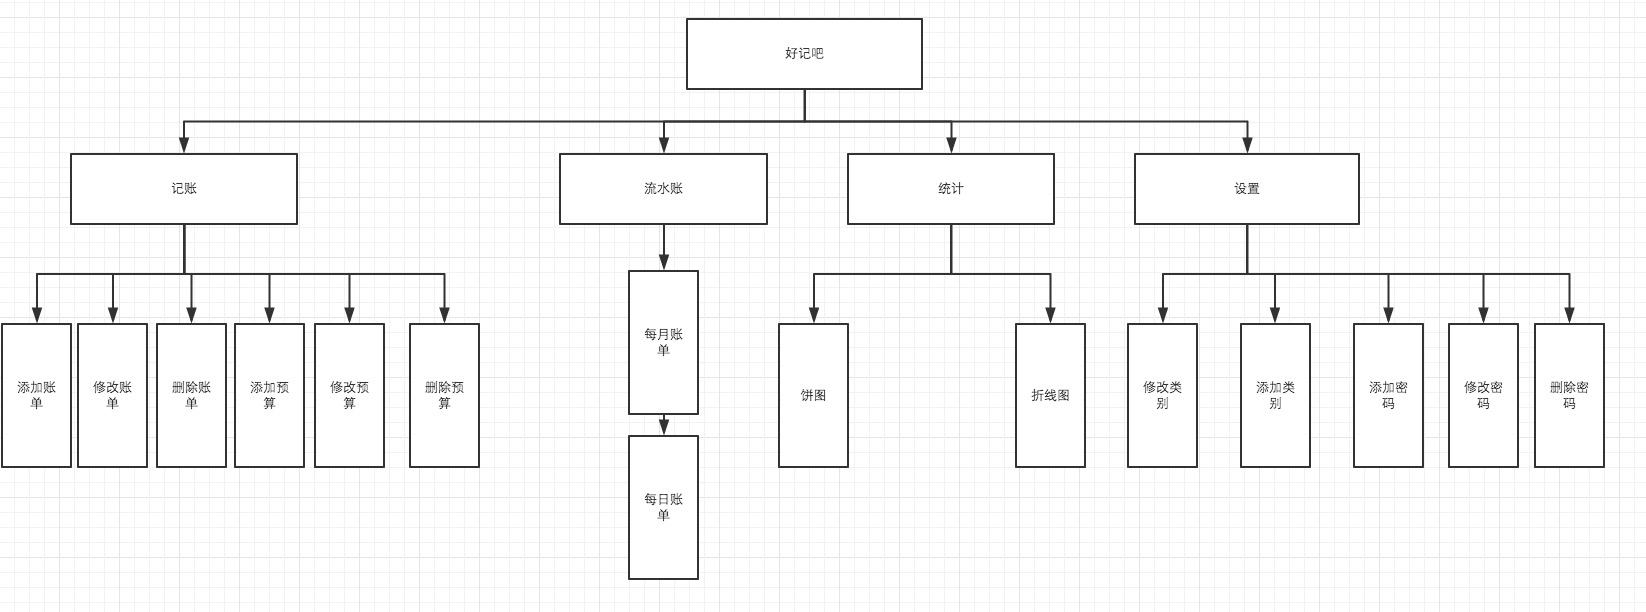 好记吧
记账
流水账
统计
设置
添加账
单
修改账
单
删除账
单
添加预
算
修改预
算
删除预
算
每月账
单
每日账
单
饼图
折线图
修改类
别
添加类
别
添加密
码
修改密
码
删除密
码